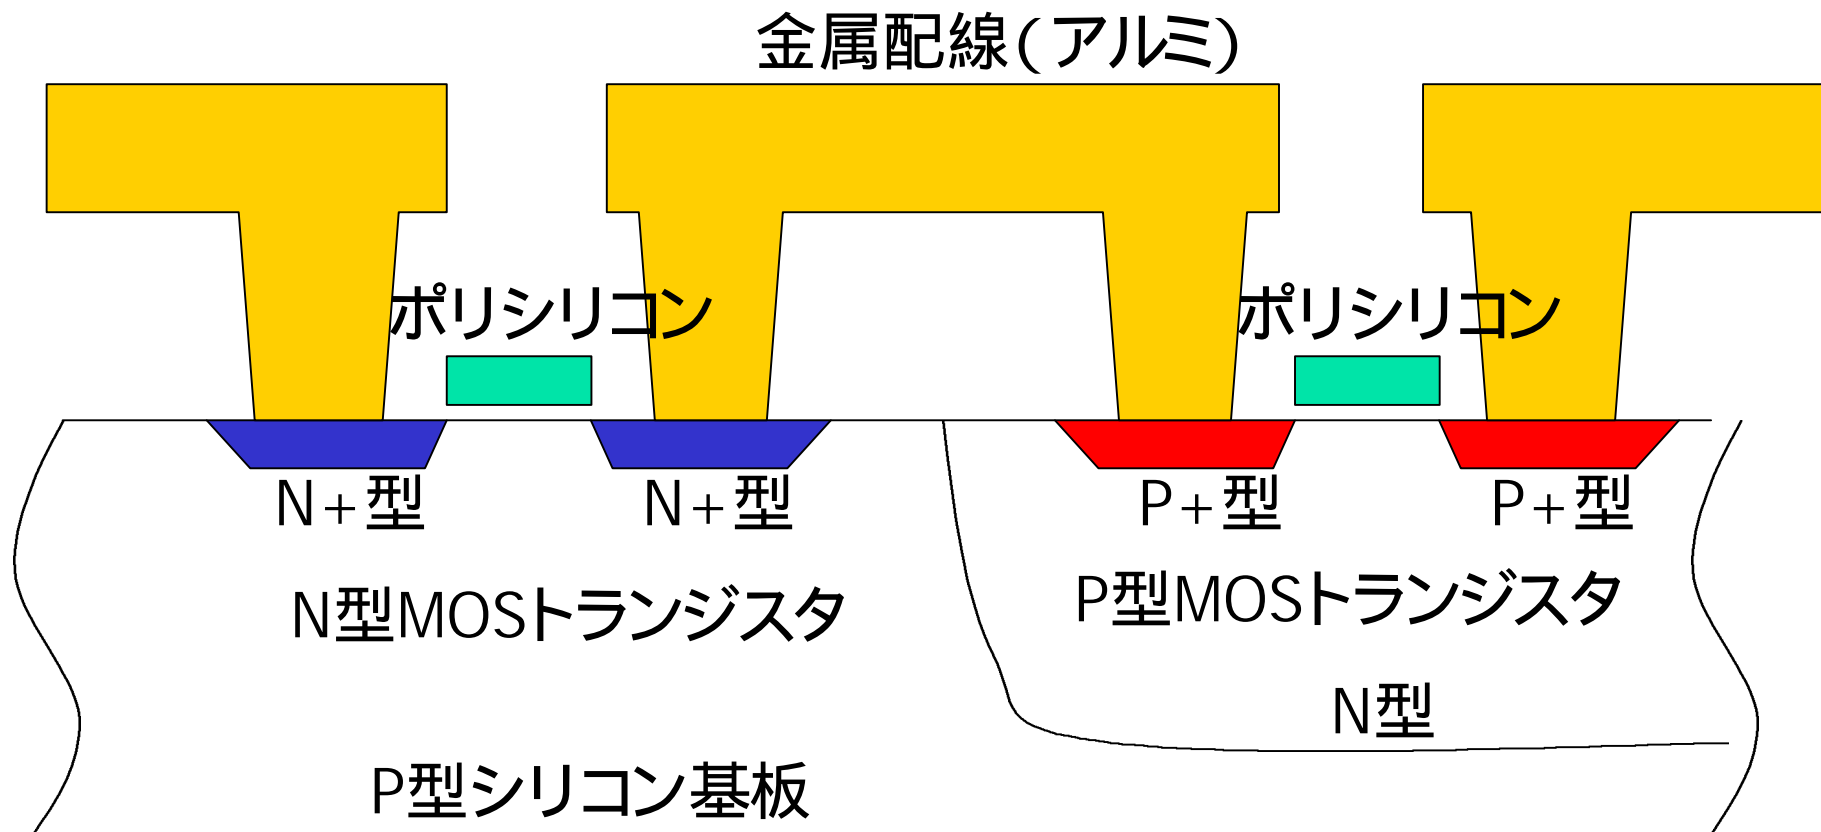 金属配線(アルミ)
ポリシリコン
ポリシリコン
N+型
N+型
P+型
P+型
N型MOSトランジスタ
P型MOSトランジスタ
N型
P型シリコン基板